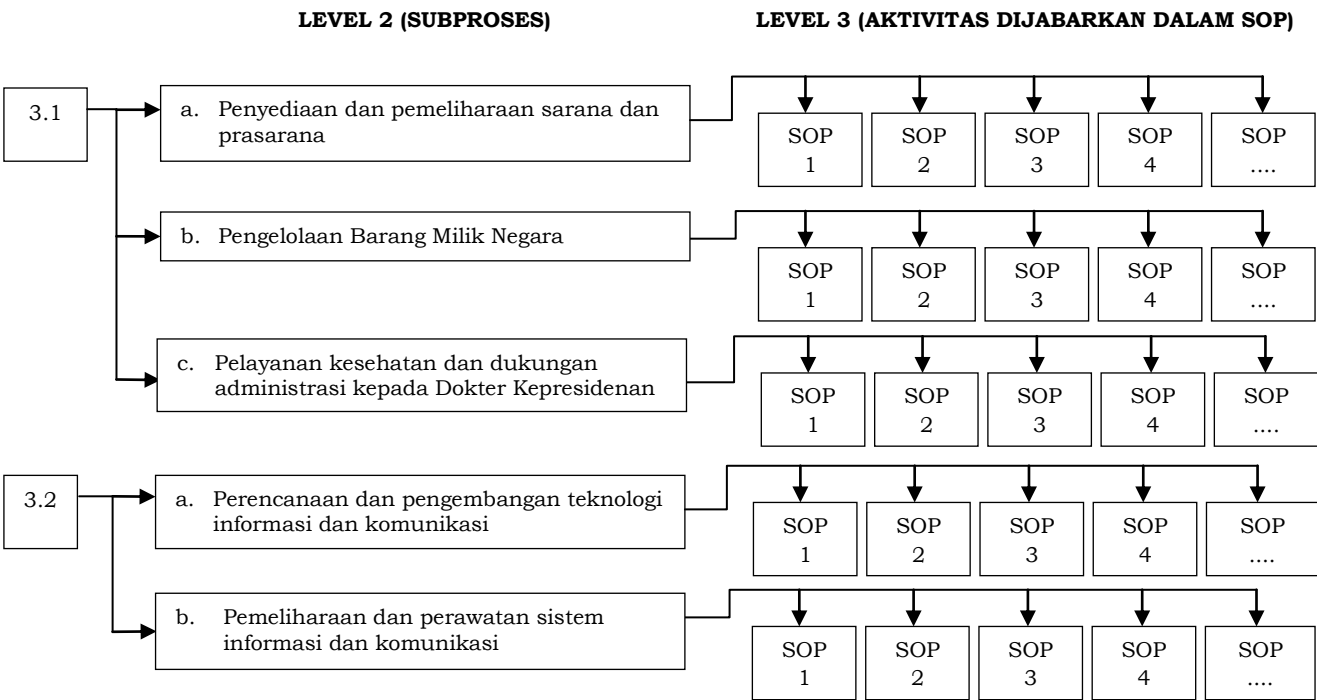 LEVEL 2 (SUBPROSES)
LEVEL 3 (AKTIVITAS DIJABARKAN DALAM SOP)
3.1
a. Penyediaan dan pemeliharaan sarana dan
prasarana
SOP
1
SOP
2
SOP
3
SOP
4
SOP
....
b. Pengelolaan Barang Milik Negara
SOP
1
SOP
2
SOP
3
SOP
4
SOP
....
c. Pelayanan kesehatan dan dukungan
administrasi kepada Dokter Kepresidenan
SOP
1
SOP
2
SOP
3
SOP
4
SOP
....
3.2
a. Perencanaan dan pengembangan teknologi
informasi dan komunikasi
SOP
1
SOP
2
SOP
3
SOP
4
SOP
....
b. Pemeliharaan dan perawatan sistem
informasi dan komunikasi
SOP
1
SOP
2
SOP
3
SOP
4
SOP
....